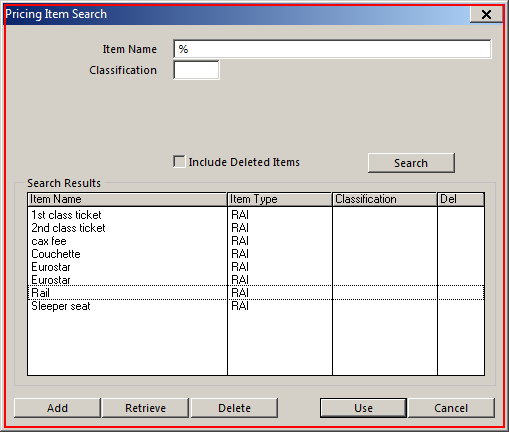 Pricing Item Search
Item Name %
Classification
Include Deleted Items Search
Search Results
Item Name Item Type Classification Del
1st class ticket RAI
2nd class ticket RAI
cax fee RAI
Couchette RAI
Eurostar RAI
Eurostar RAI
Rail RAI
Sleeper seat RAI
Add Retrieve Delete Use Cancel